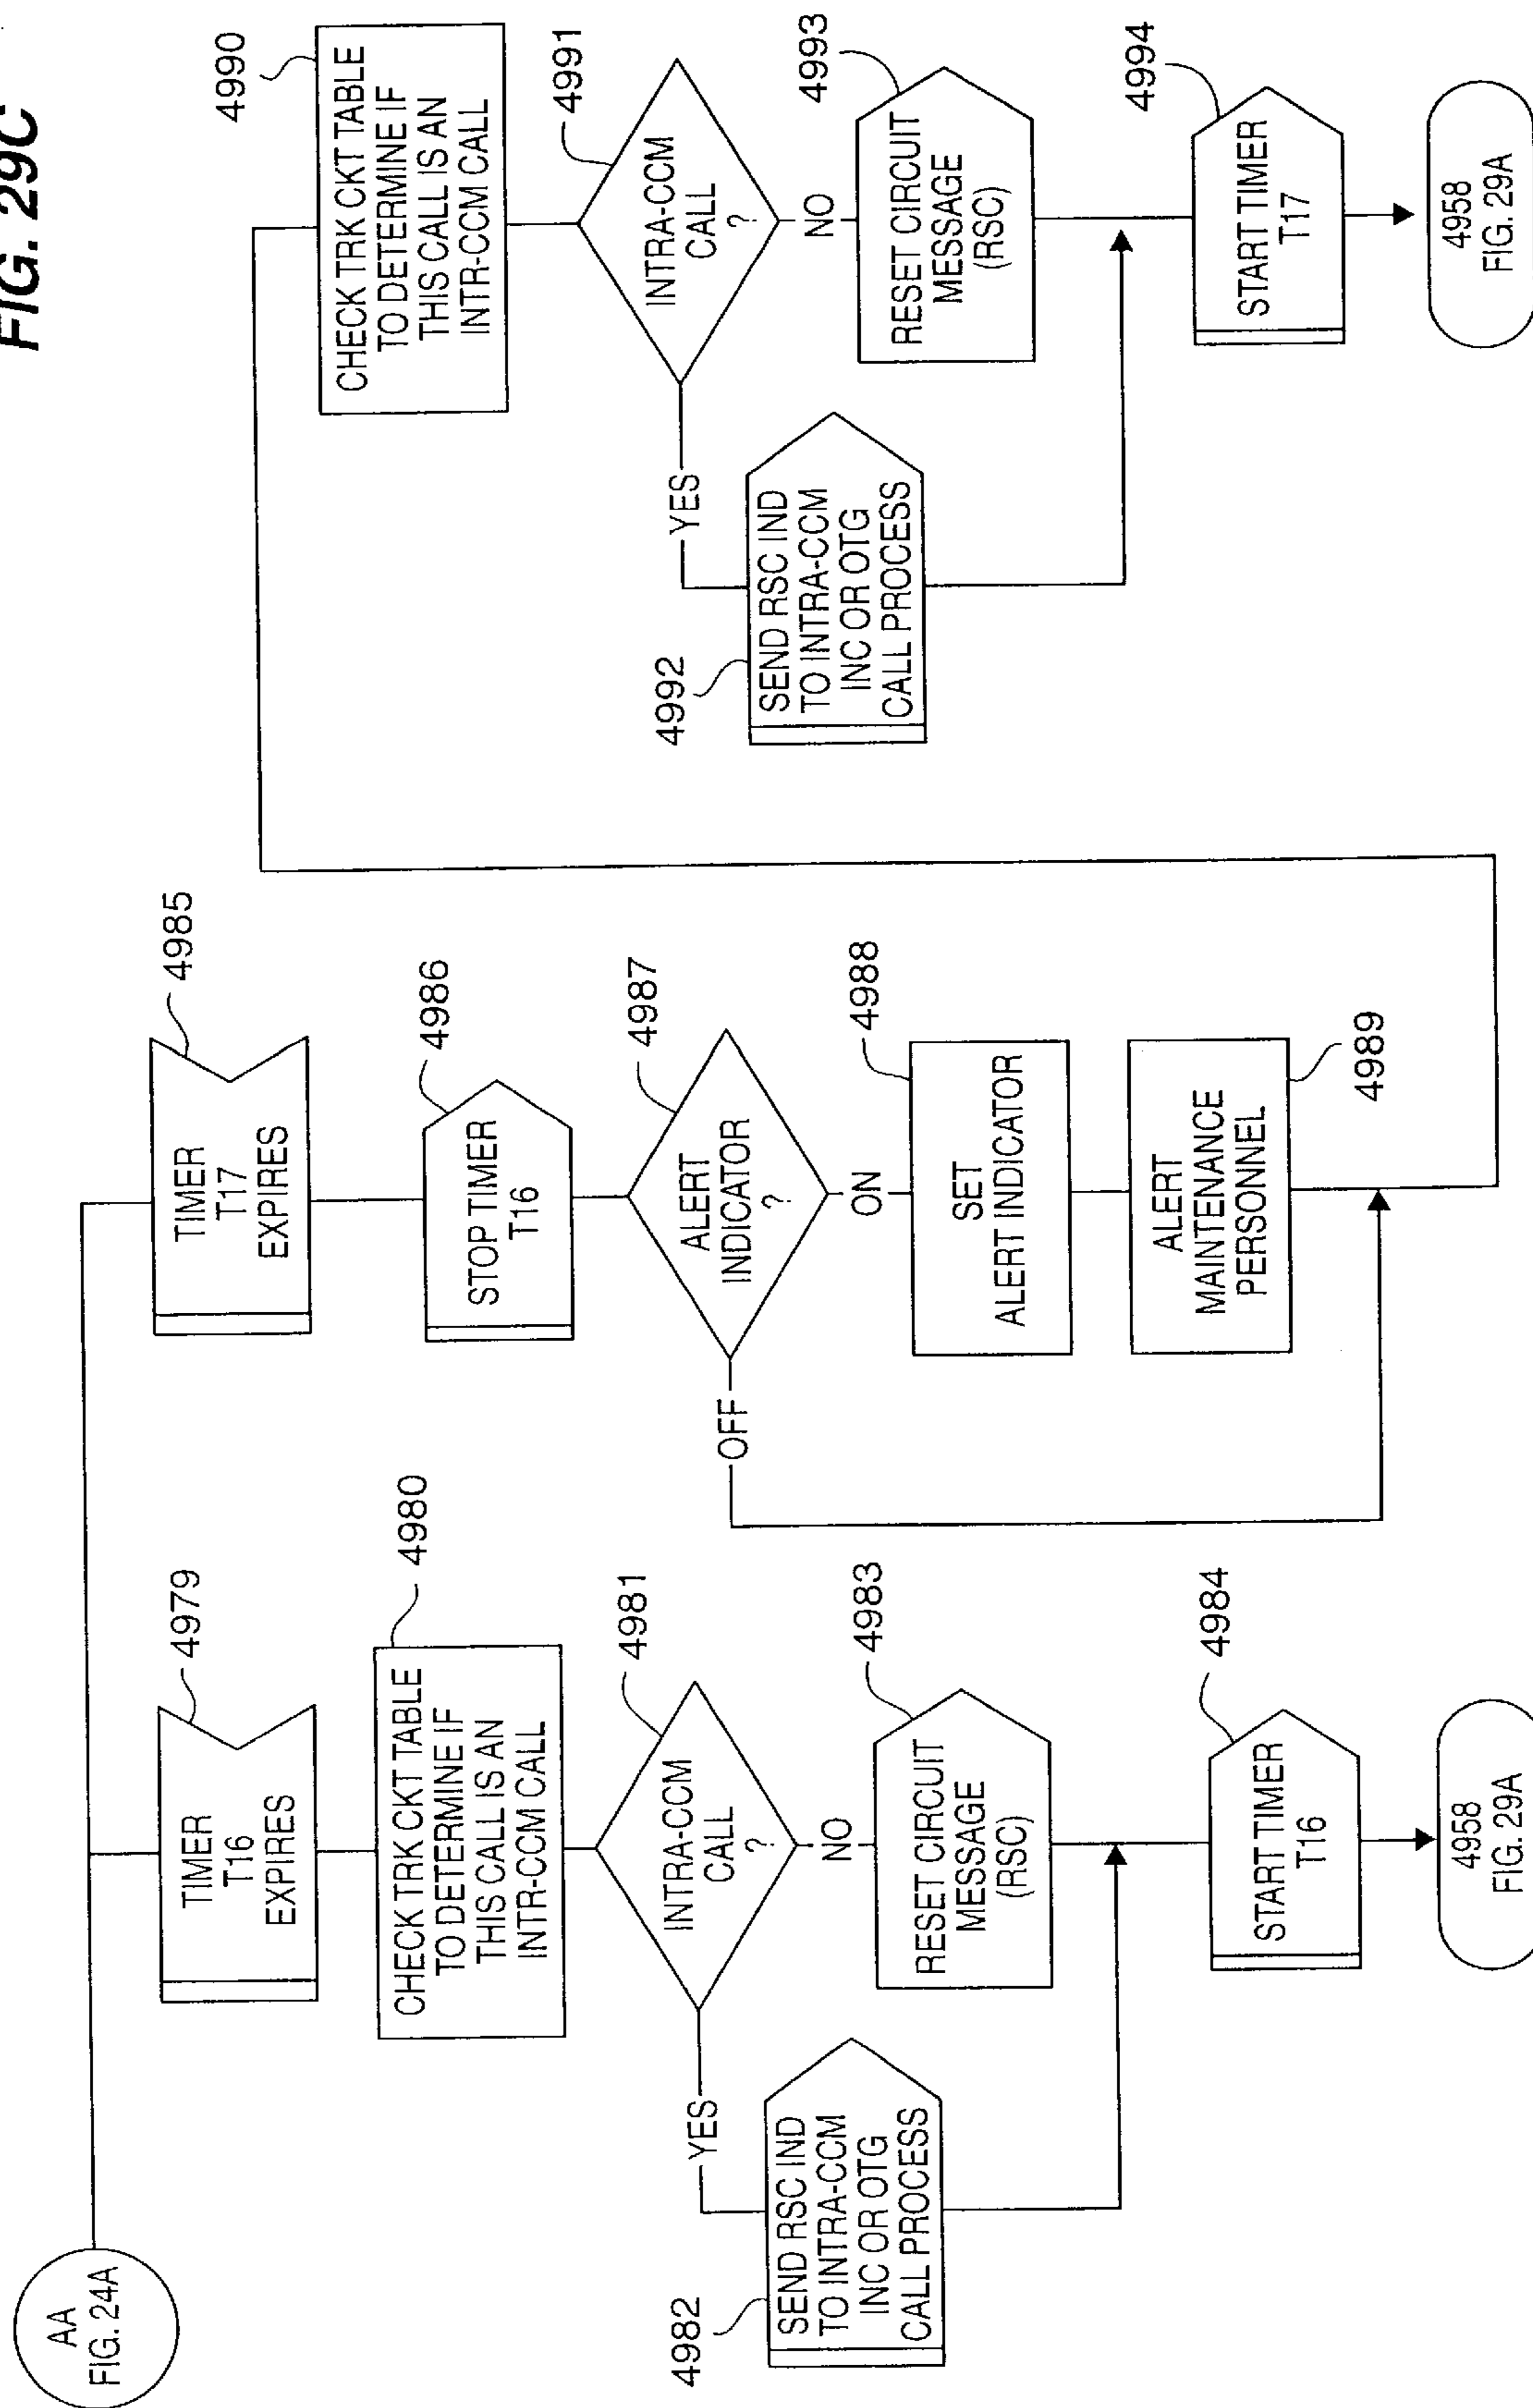 FIG. 29C
AA
FIG. 24A
TIMER
T16
EXPIRES
4979
CHECK TRK CKT TABLE
TO DETERMINE IF
THIS CALL IS AN
INTR-CCM CALL
4980
INTRA-CCM
CALL
?
4981
YES
NO
SEND RSC IND
TO INTRA-CCM
INC OR OTG
CALL PROCESS
4982
RESET CIRCUIT
MESSAGE
(RSC)
4983
START TIMER
T16
4984
4958
FIG. 29A
TIMER
T17
EXPIRES
4985
STOP TIMER
T16
4986
ALERT
INDICATOR
?
4987
OFF
ON
SET
ALERT INDICATOR
4988
ALERT
MAINTENANCE
PERSONNEL
4989
CHECK TRK CKT TABLE
TO DETERMINE IF
THIS CALL IS AN
INTR-CCM CALL
4990
INTRA-CCM
CALL
?
4991
YES
NO
SEND RSC IND
TO INTRA-CCM
INC OR OTG
CALL PROCESS
4992
RESET CIRCUIT
MESSAGE
(RSC)
4993
START TIMER
T17
4994
4958
FIG. 29A